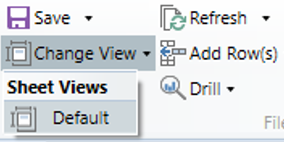 Save
Refresh
Change View
Add Row(s)
Sheet Views
Drill
Default
File